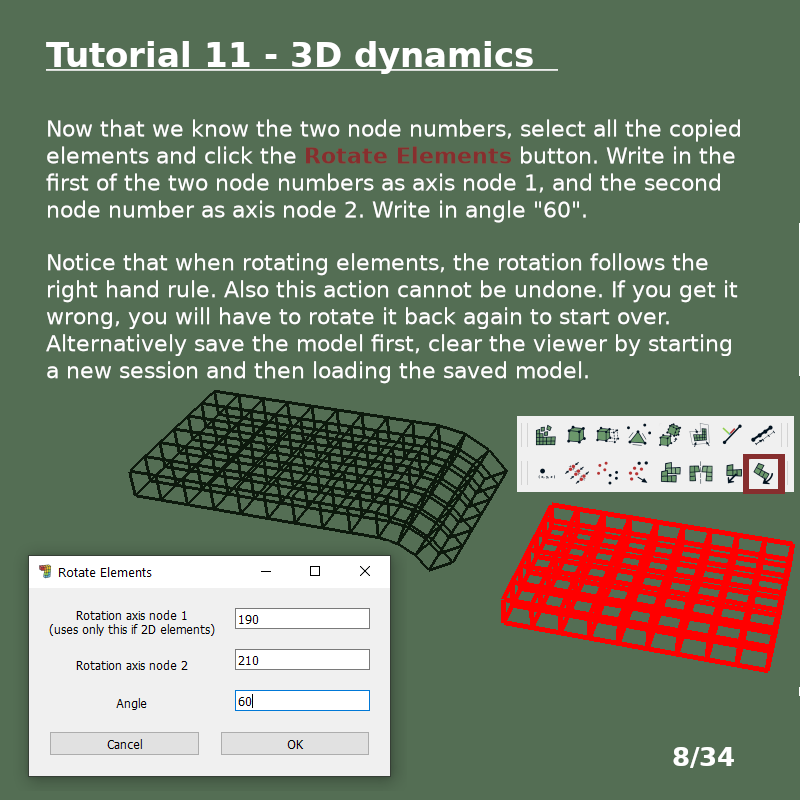 Tutorial 11 - 3D dynamics
Now that we know the two node numbers, select all the copied
elements and click the Rotate Elements button. Write in the
first of the two node numbers as axis node 1, and the second
node number as axis node 2. Write in angle "60".
Notice that when rotating elements, the rotation follows the
right hand rule. Also this action cannot be undone. If you get it
wrong, you will have to rotate it back again to start over.
Alternatively save the model first, clear the viewer by starting
a new session and then loading the saved model.
Rotate Elements
Rotation axis node 1
(uses only this if 2D elements)
190
Rotation axis node 2
210
Angle
60
Cancel
OK
8/34